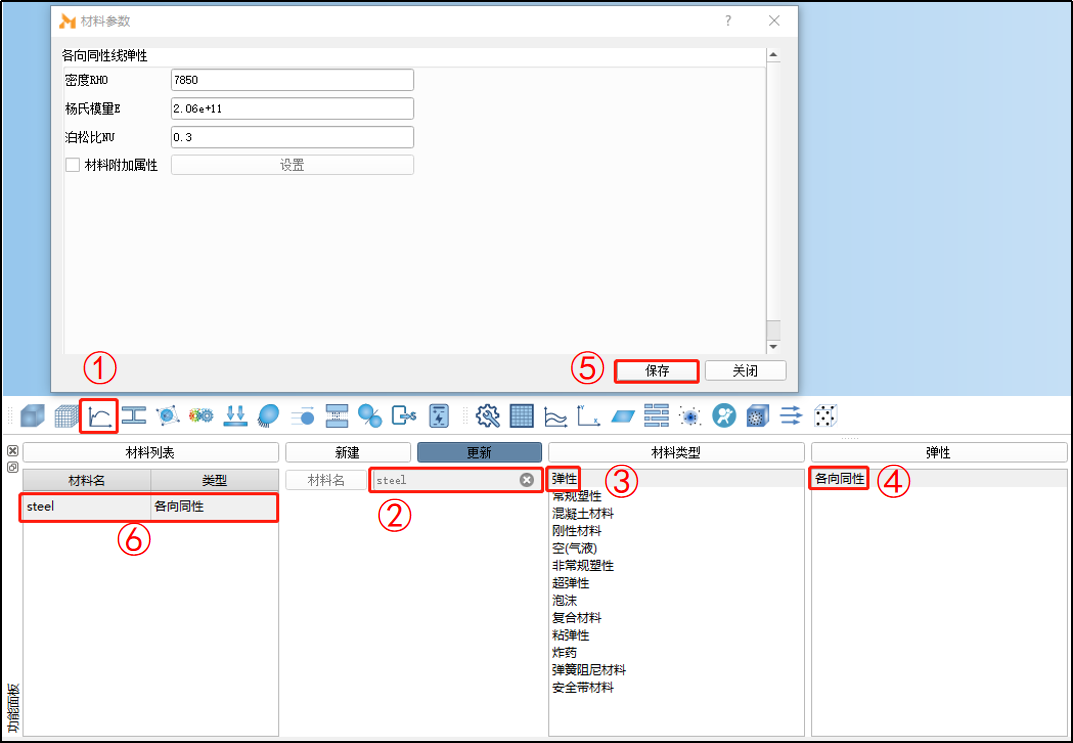 材料参数
?
各向同性线弹性
密度RHO
7850
杨氏模量E
2.06e+11
泊松比NU
0.3
材料附加属性
设置
①
⑤
保存
关闭
材料列表
新建
更新
材料类型
弹性
材料名
类型
材料名
steel
弹性
③
各向同性
④
steel
各向同性
②
⑥
常规塑性
混凝土材料
刚性材料
空(气液)
非常规塑性
超弹性
泡沫
复合材料
粘弹性
炸药
弹簧阻尼材料
安全带材料
功能面板